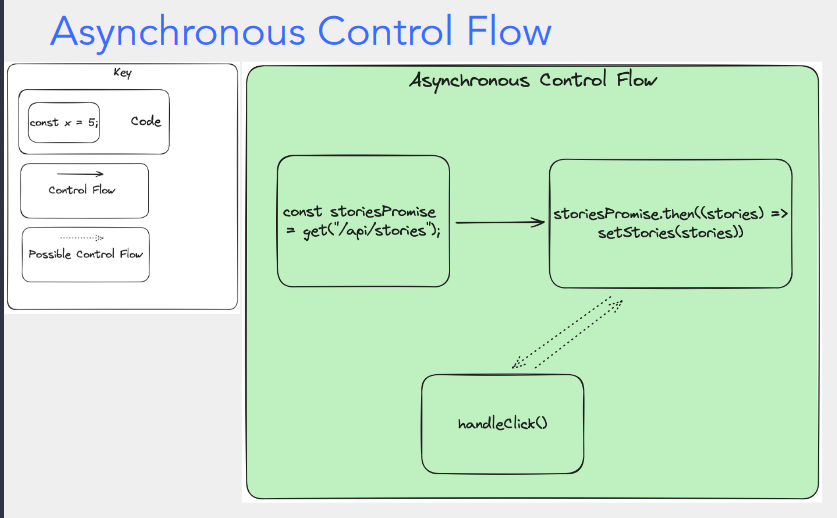 Asynchronous Control Flow
Key
const x = 5;
Code
Control Flow
Possible Control Flow
Asynchronous Control Flow
const storiesPromise
= get("/api/stories");
storiesPromise.then((stories) =>
setStories(stories))
handleClick()